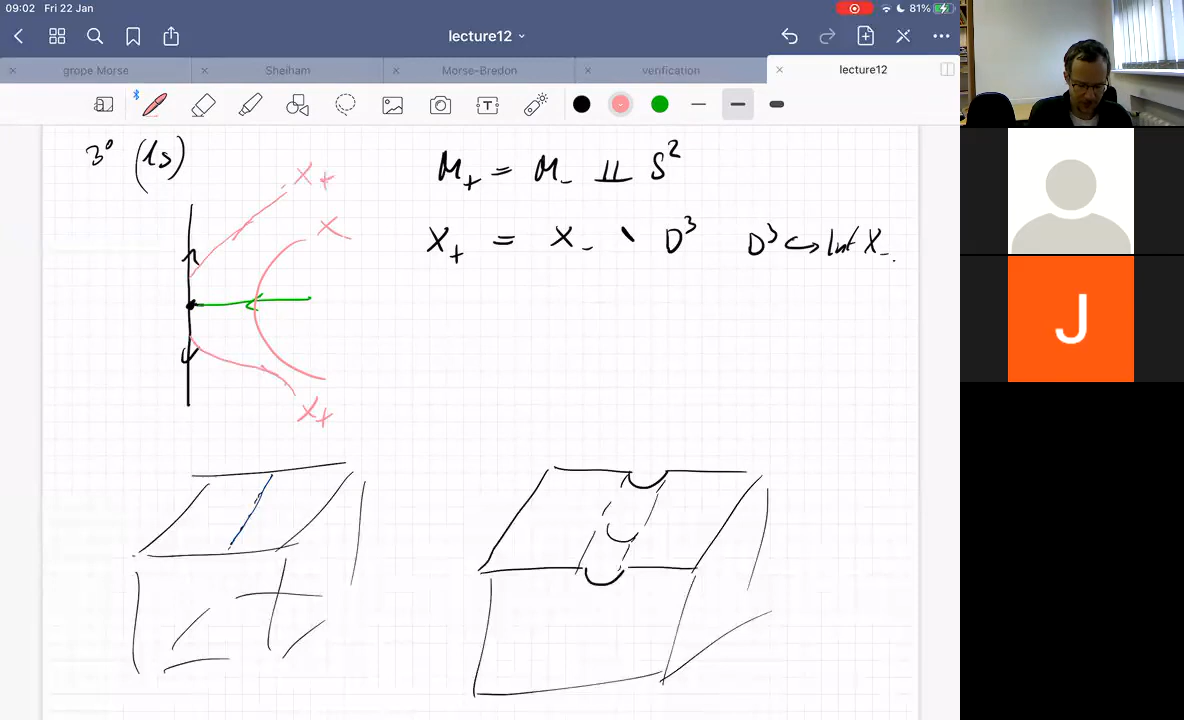 09:02 Fri 22 Jan
81%
lecture12
grope Morse
Sheiham
Morse-Bredon
verification
lecture12
3° (1s)
M₊ = M₋ ⫫ S²
X₊
X₋
X₊ = X₋ \ D³ D³ ↪ Int X₋.
X₊
J